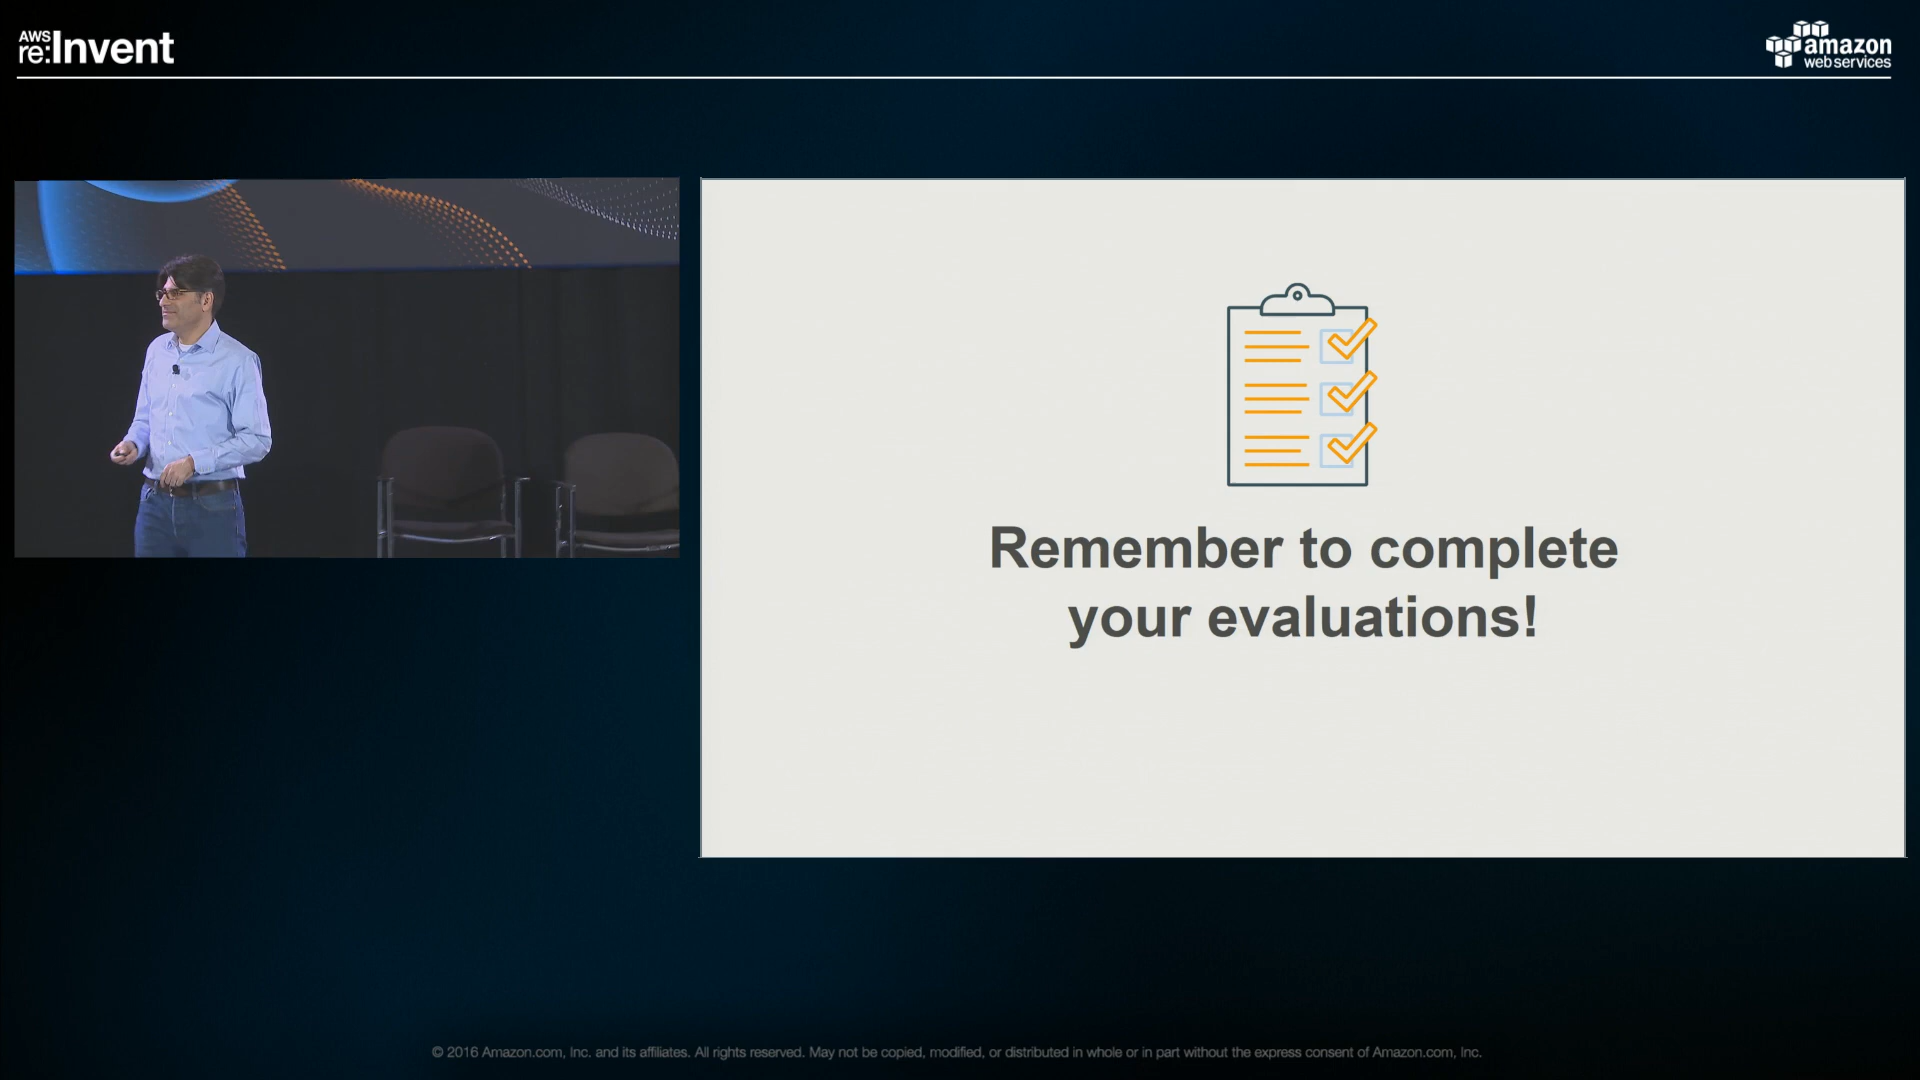 AWS
re:Invent
amazon
web services
Remember to complete
your evaluations!
© 2016 Amazon.com, Inc. and its affiliates. All rights reserved. May not be copied, modified, or distributed in whole or in part without the express consent of Amazon.com, Inc.